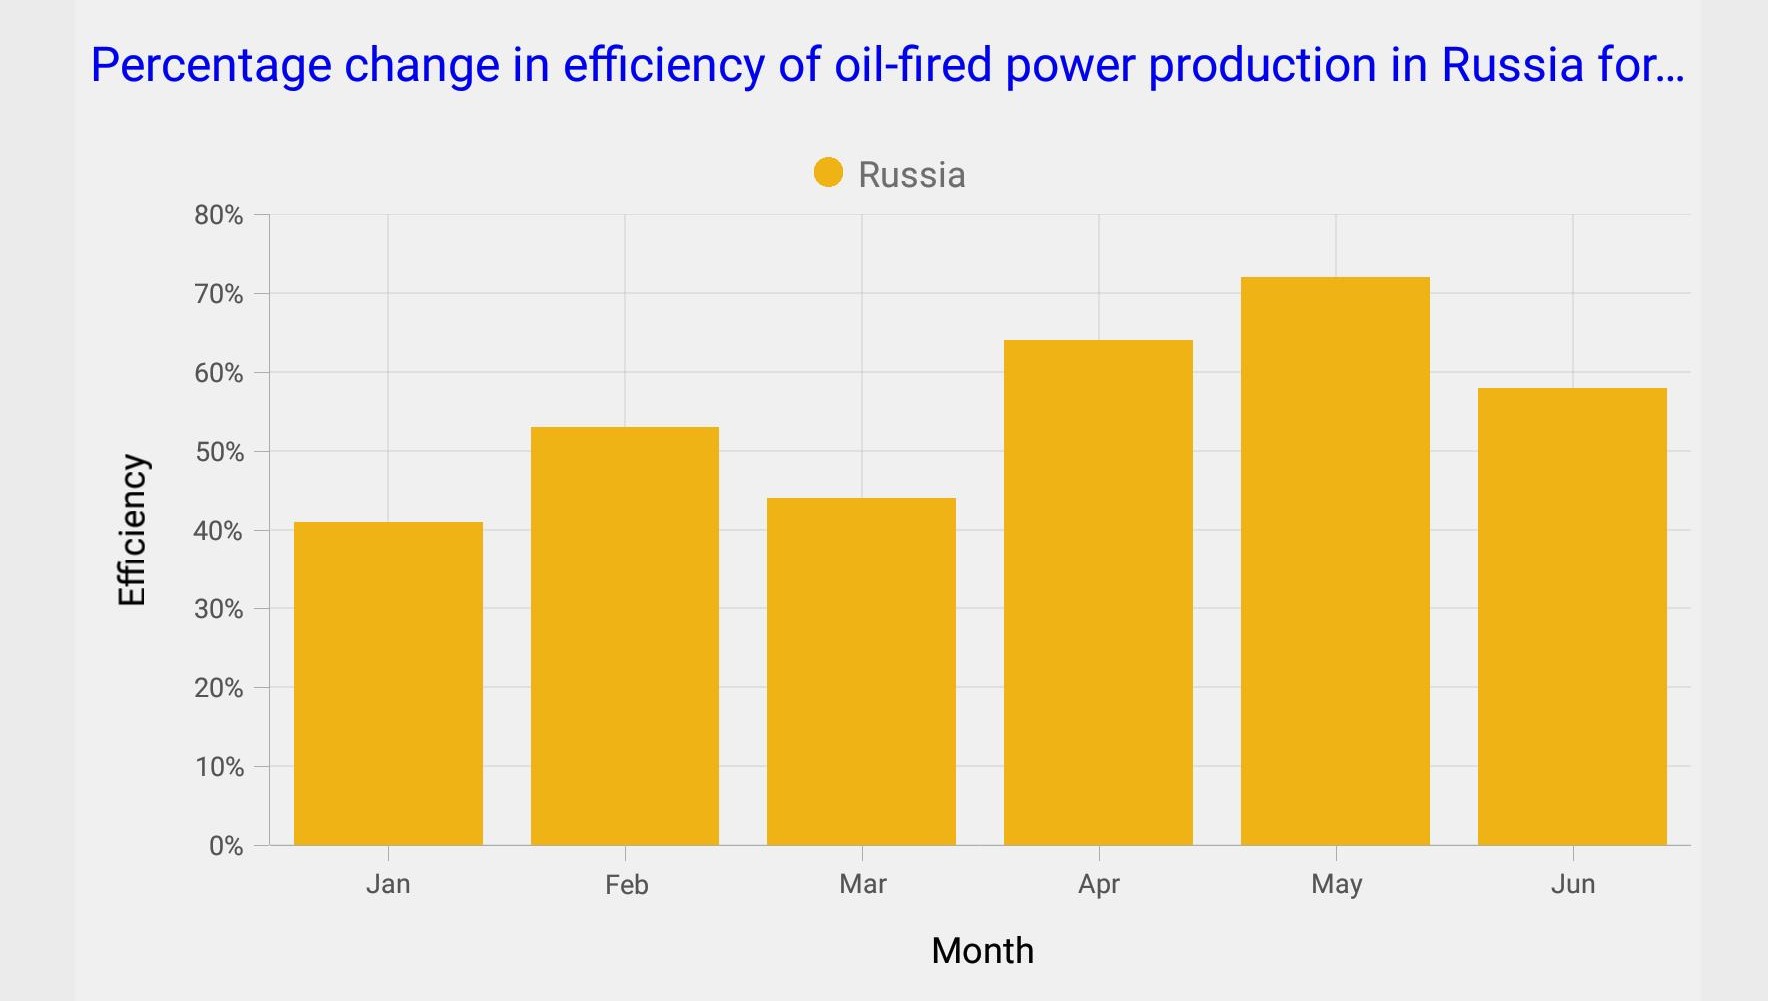 Percentage change in efficiency of oil-fired power production in Russia for...
Russia
80%
70%
60%
50%
40%
30%
20%
10%
0%
Efficiency
Jan Feb Mar Apr May Jun
Month